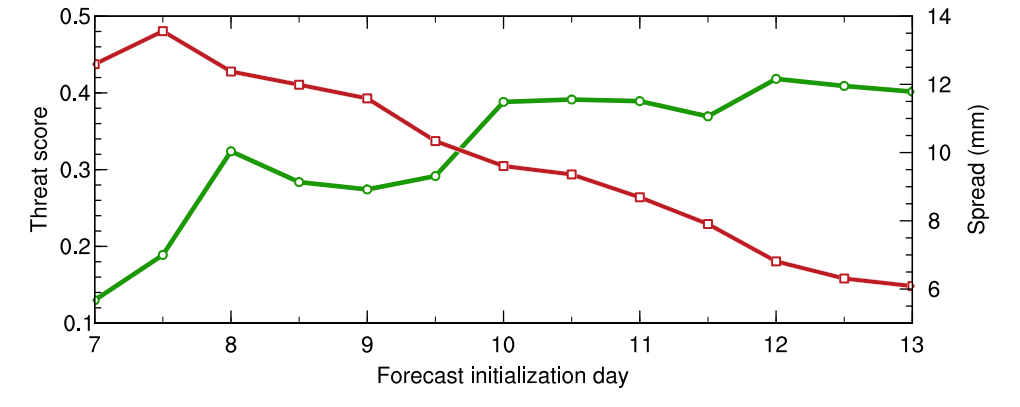 Threat score
0.5
0.4
0.3
0.2
0.1
14
12
10
8
6
Spread (mm)
7 8 9 10 11 12 13
Forecast initialization day